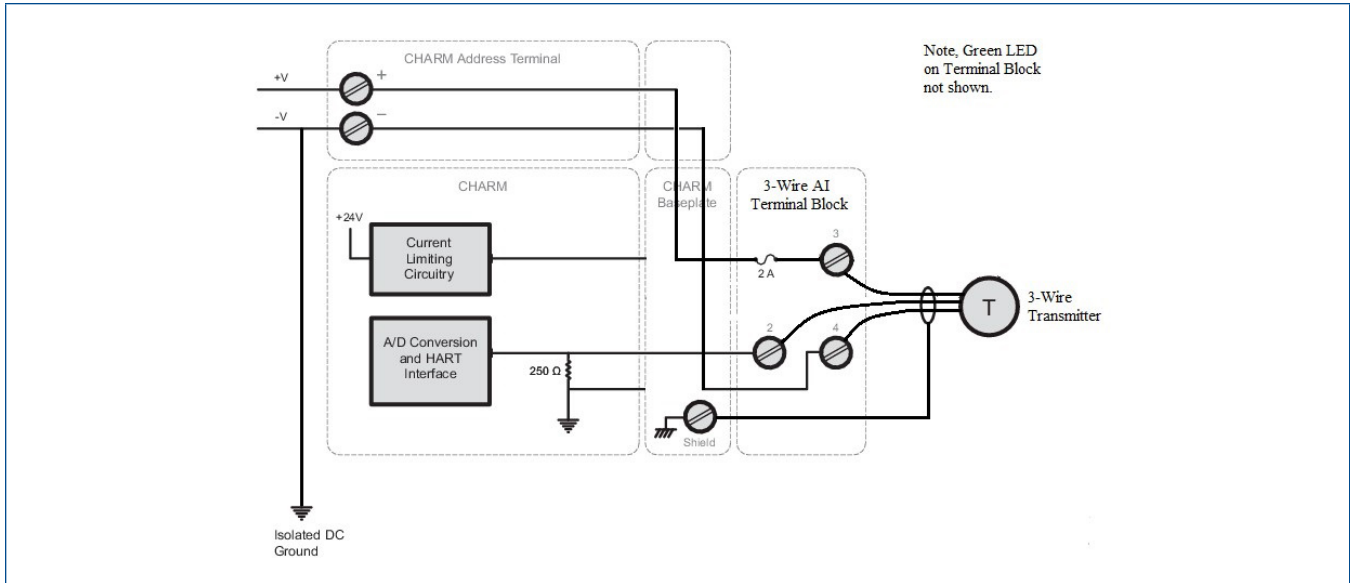 CHARM Address Terminal
Note, Green LED
on Terminal Block
not shown.
+V
+
-V
–
CHARM
CHARM
Baseplate
3-Wire AI
Terminal Block
+24V
Current
Limiting
Circuitry
3
2 A
T
3-Wire
Transmitter
A/D Conversion
and HART
Interface
250 Ω
2
4
Shield
Isolated DC
Ground